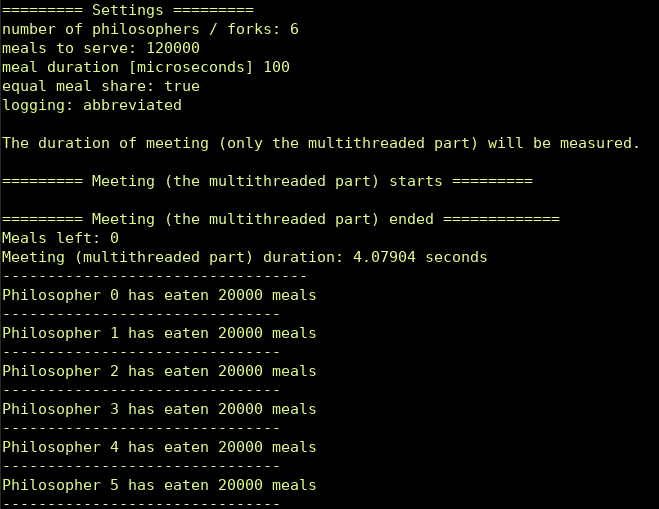 ========= Settings =========
number of philosophers / forks: 6
meals to serve: 120000
meal duration [microseconds] 100
equal meal share: true
logging: abbreviated
The duration of meeting (only the multithreaded part) will be measured.
========= Meeting (the multithreaded part) starts =========
========= Meeting (the multithreaded part) ended =============
Meals left: 0
Meeting (multithreaded part) duration: 4.07904 seconds
----------------------------------
Philosopher 0 has eaten 20000 meals
-------------------------------
Philosopher 1 has eaten 20000 meals
-------------------------------
Philosopher 2 has eaten 20000 meals
-------------------------------
Philosopher 3 has eaten 20000 meals
-------------------------------
Philosopher 4 has eaten 20000 meals
-------------------------------
Philosopher 5 has eaten 20000 meals
-------------------------------